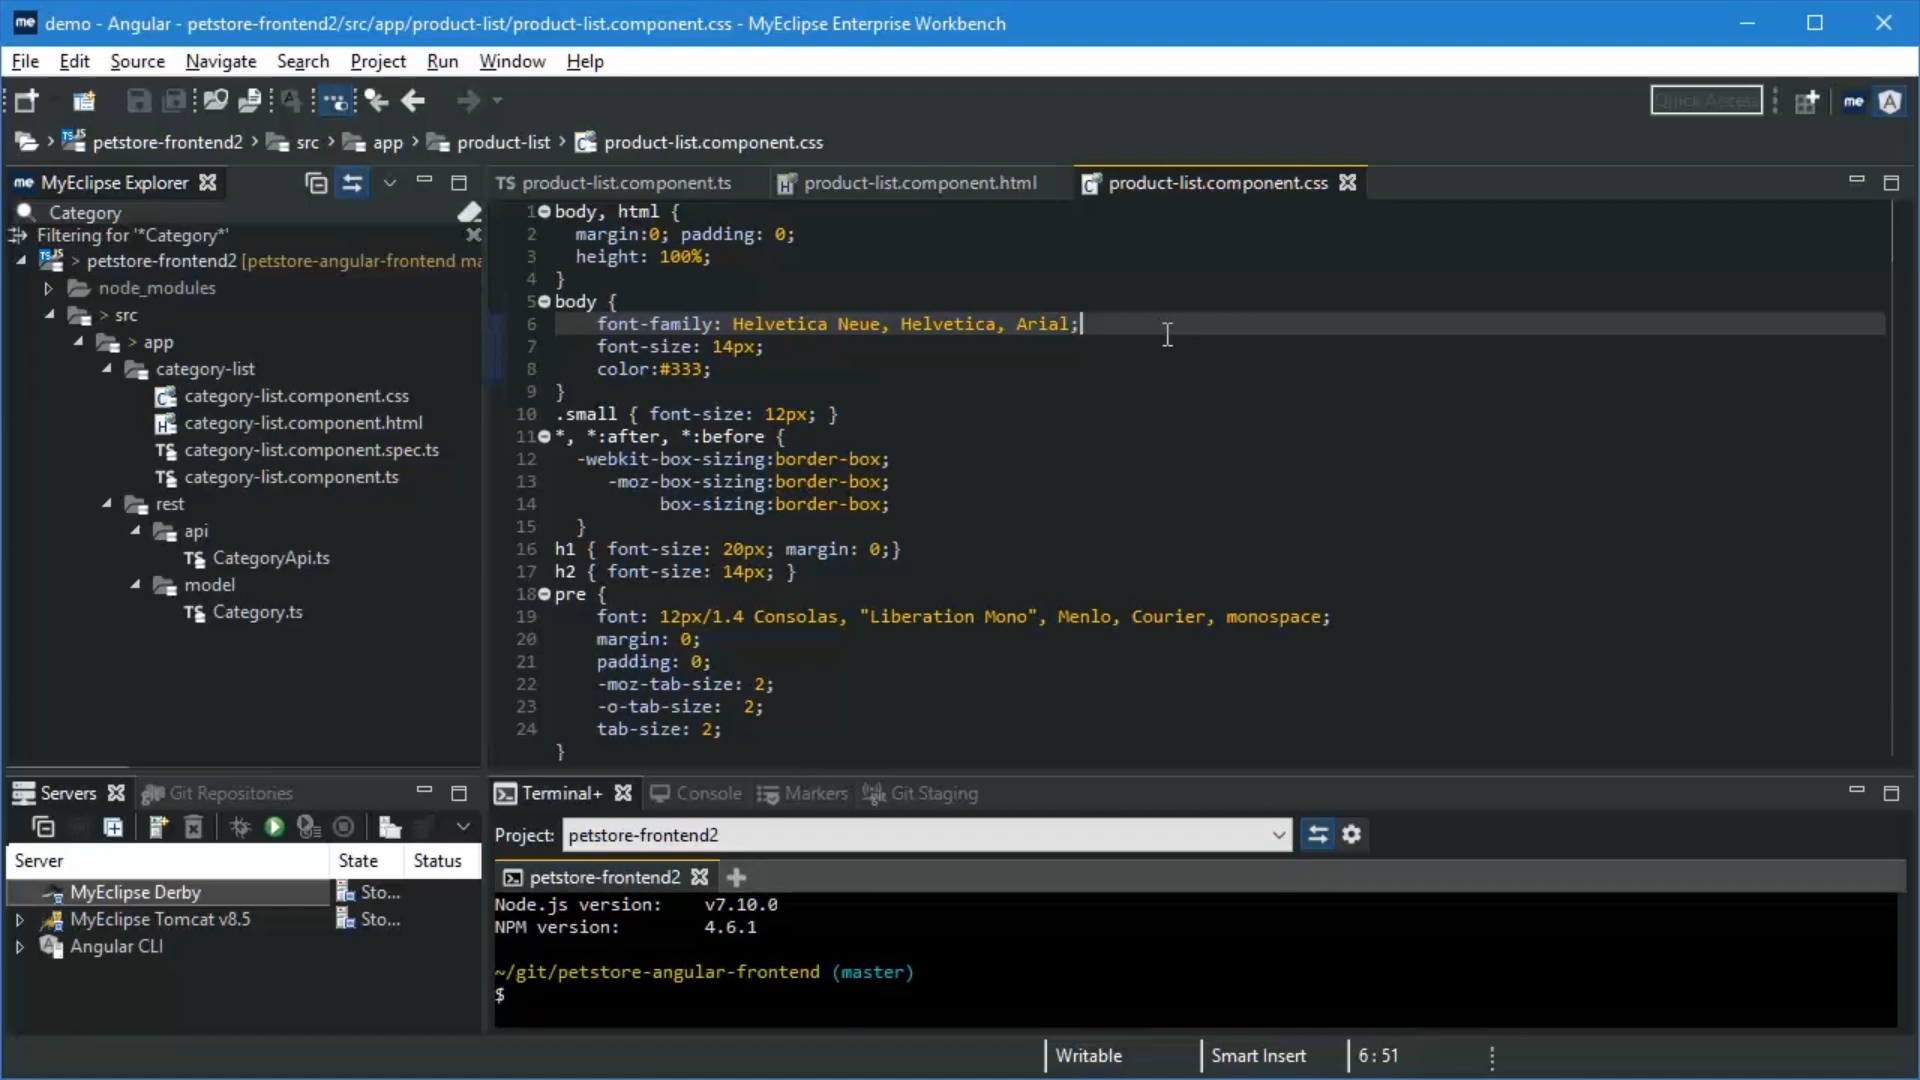 me demo - Angular - petstore-frontend2/src/app/product-list/product-list.component.css - MyEclipse Enterprise Workbench
File Edit Source Navigate Search Project Run Window Help
Quick Access
me
petstore-frontend2 > src > app > product-list > product-list.component.css
me MyEclipse Explorer
Category
Filtering for '*Category*'
> petstore-frontend2 [petstore-angular-frontend ma
node_modules
> src
> app
category-list
category-list.component.css
category-list.component.html
TS category-list.component.spec.ts
TS category-list.component.ts
rest
api
TS CategoryApi.ts
model
TS Category.ts
TS product-list.component.ts product-list.component.html product-list.component.css
1 body, html {
2 margin:0; padding: 0;
3 height: 100%;
4 }
5 body {
6 font-family: Helvetica Neue, Helvetica, Arial;
7 font-size: 14px;
8 color:#333;
9 }
10 .small { font-size: 12px; }
11 *, *:after, *:before {
12 -webkit-box-sizing:border-box;
13 -moz-box-sizing:border-box;
14 box-sizing:border-box;
15 }
16 h1 { font-size: 20px; margin: 0;}
17 h2 { font-size: 14px; }
18 pre {
19 font: 12px/1.4 Consolas, "Liberation Mono", Menlo, Courier, monospace;
20 margin: 0;
21 padding: 0;
22 -moz-tab-size: 2;
23 -o-tab-size: 2;
24 tab-size: 2;
}
Servers Git Repositories
Server State Status
MyEclipse Derby Sto...
MyEclipse Tomcat v8.5 Sto...
Angular CLI
Terminal+ Console Markers Git Staging
Project: petstore-frontend2
petstore-frontend2
Node.js version: v7.10.0
NPM version: 4.6.1
~/git/petstore-angular-frontend (master)
$
Writable Smart Insert 6 : 51